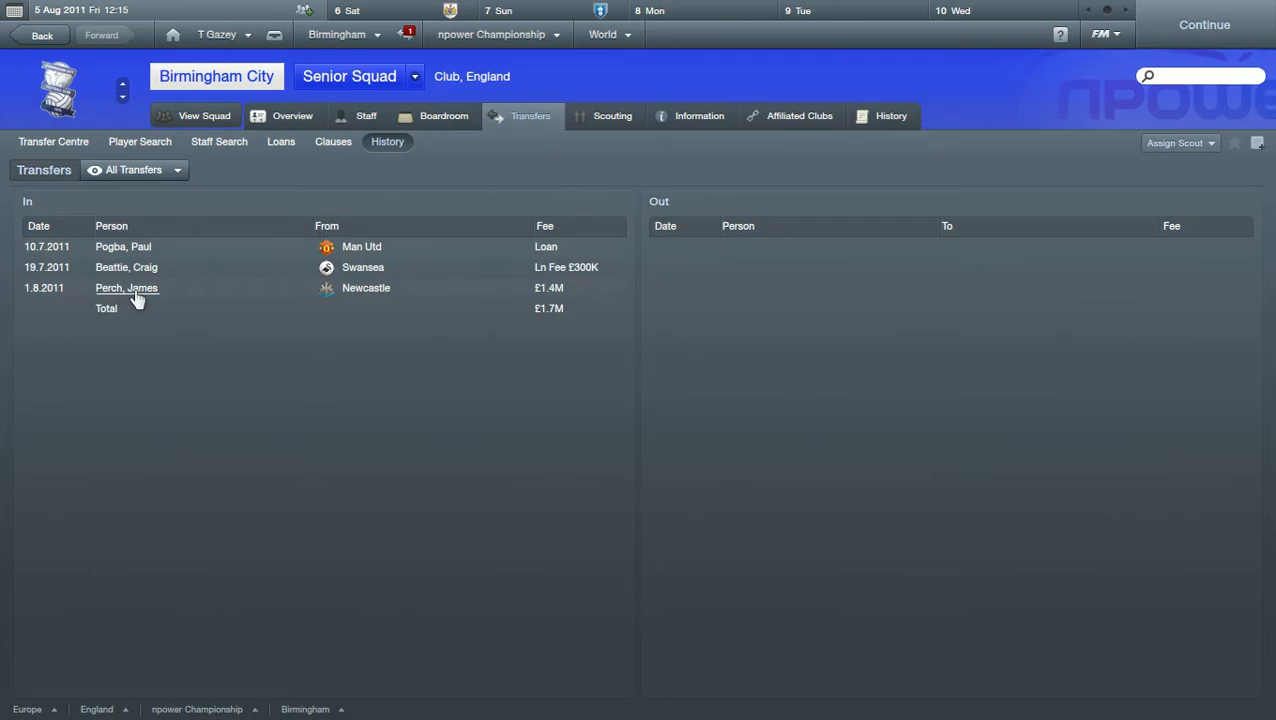 5 Aug 2011 Fri 12:15 6 Sat 7 Sun 8 Mon 9 Tue 10 Wed
Back Forward T Gazey Birmingham 1 npower Championship World ? FM Continue
Birmingham City Senior Squad Club, England
View Squad Overview Staff Boardroom Transfers Scouting Information Affiliated Clubs History
Transfer Centre Player Search Staff Search Loans Clauses History Assign Scout
Transfers All Transfers
In
Date Person From Fee
10.7.2011 Pogba, Paul Man Utd Loan
19.7.2011 Beattie, Craig Swansea Ln Fee £300K
1.8.2011 Perch, James Newcastle £1.4M
Total £1.7M
Out
Date Person To Fee
Europe England npower Championship Birmingham